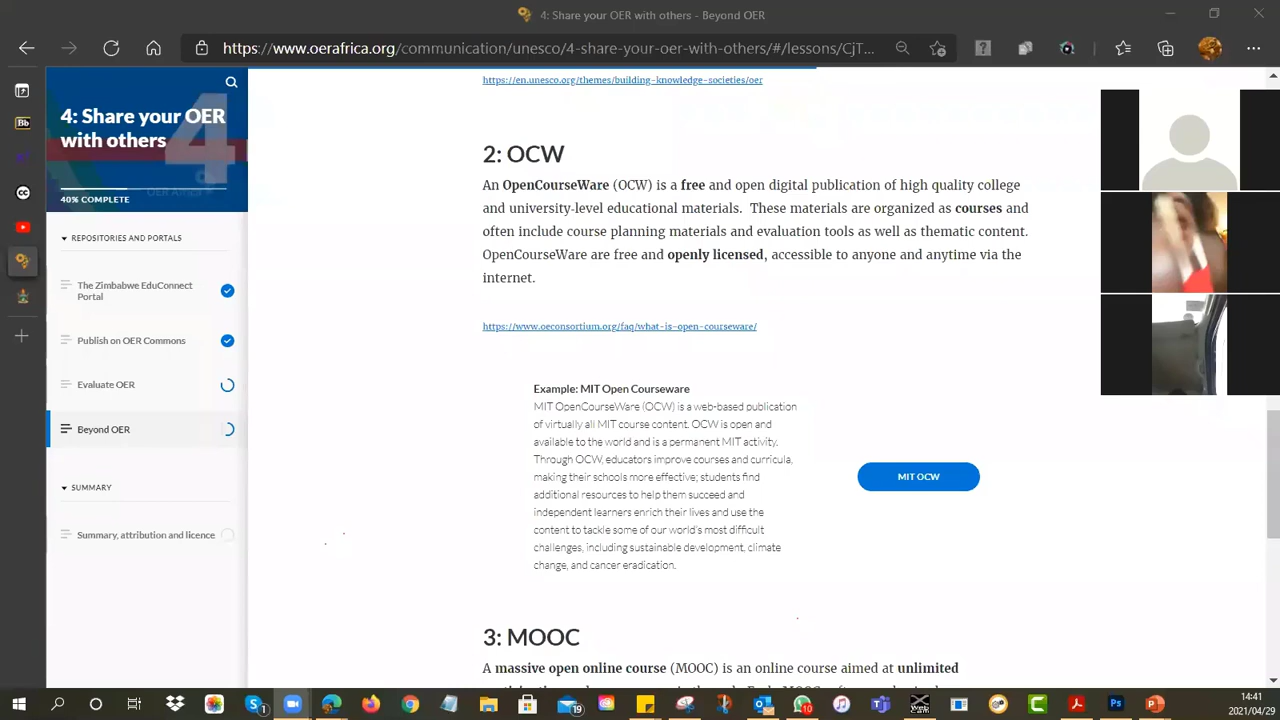 4: Share your OER with others - Beyond OER
https://www.oerafrica.org/communication/unesco/4-share-your-oer-with-others/#/lessons/CjT...
4: Share your OER
with others
40% COMPLETE
REPOSITORIES AND PORTALS
The Zimbabwe EduConnect
Portal
Publish on OER Commons
Evaluate OER
Beyond OER
SUMMARY
Summary, attribution and licence
https://en.unesco.org/themes/building-knowledge-societies/oer
2: OCW
An OpenCourseWare (OCW) is a free and open digital publication of high quality college
and university-level educational materials. These materials are organized as courses and
often include course planning materials and evaluation tools as well as thematic content.
OpenCourseWare are free and openly licensed, accessible to anyone and anytime via the
internet.
https://www.oeconsortium.org/faq/what-is-open-courseware/
Example: MIT Open Courseware
MIT OpenCourseWare (OCW) is a web-based publication
of virtually all MIT course content. OCW is open and
available to the world and is a permanent MIT activity.
Through OCW, educators improve courses and curricula,
making their schools more effective; students find
additional resources to help them succeed and
independent learners enrich their lives and use the
content to tackle some of our world's most difficult
challenges, including sustainable development, climate
change, and cancer eradication.
MIT OCW
3: MOOC
A massive open online course (MOOC) is an online course aimed at unlimited
14:41
2021/04/29